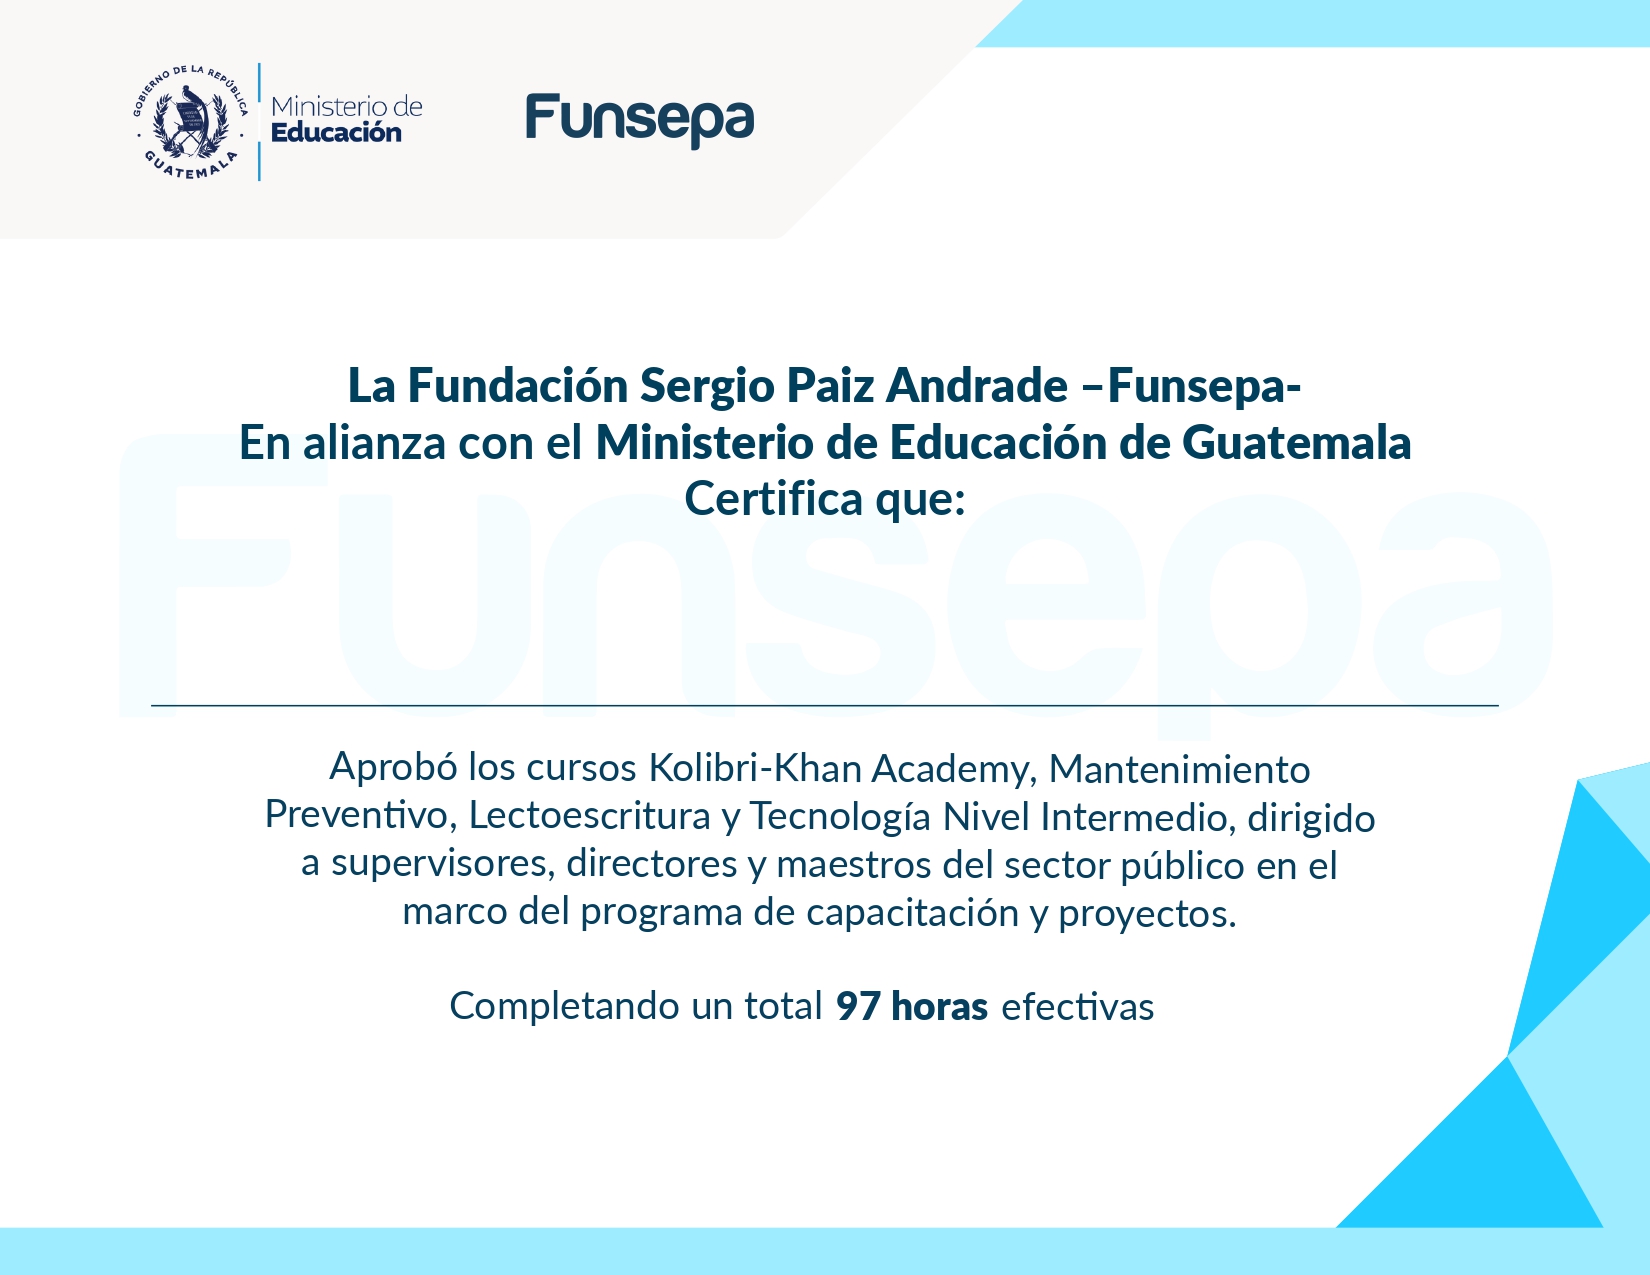 GOBIERNO DE LA REPÚBLICA
GUATEMALA
Ministerio de
Educación
Funsepa
La Fundación Sergio Paiz Andrade –Funsepa-
En alianza con el Ministerio de Educación de Guatemala
Certifica que:
Funsepa
Aprobó los cursos Kolibri-Khan Academy, Mantenimiento
Preventivo, Lectoescritura y Tecnología Nivel Intermedio, dirigido
a supervisores, directores y maestros del sector público en el
marco del programa de capacitación y proyectos.
Completando un total 97 horas efectivas